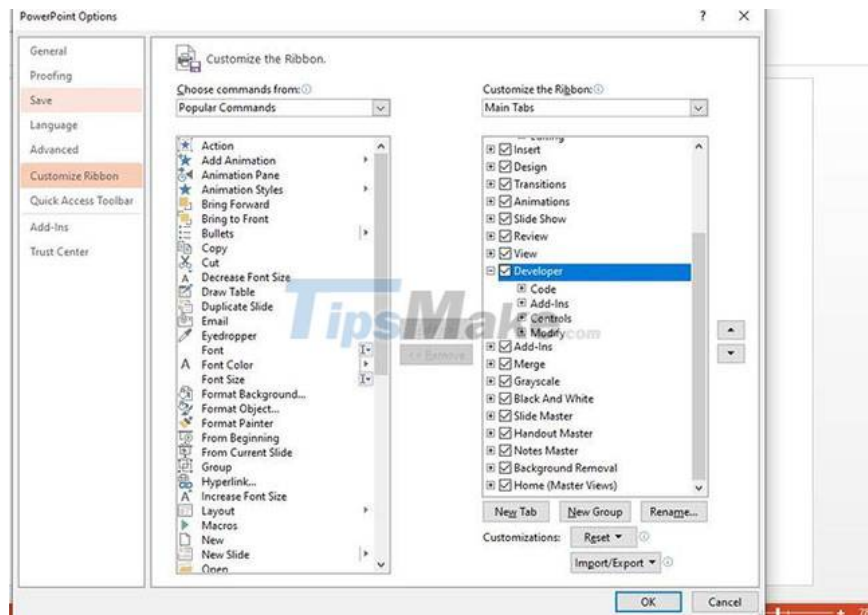 PowerPoint Options
? ×
General
Proofing
Save
Language
Advanced
Customize Ribbon
Quick Access Toolbar
Add-Ins
Trust Center
Customize the Ribbon.
Choose commands from:
Popular Commands
Action
Add Animation
Animation Pane
Animation Styles
Bring Forward
Bring to Front
Bullets
Copy
Cut
Decrease Font Size
Draw Table
Duplicate Slide
Email
Eyedropper
Font
Font Color
Font Size
Format Background...
Format Object...
Format Painter
From Beginning
From Current Slide
Group
Hyperlink...
Increase Font Size
Layout
Macros
New
New Slide
Open
<< Remove
Customize the Ribbon:
Main Tabs
Editing
Insert
Design
Transitions
Animations
Slide Show
Review
View
Developer
Code
Add-Ins
Controls
Modify
Add-Ins
Merge
Grayscale
Black And White
Slide Master
Handout Master
Notes Master
Background Removal
Home (Master Views)
New Tab New Group Rename...
Customizations: Reset
Import/Export
OK Cancel
TipsMake.com